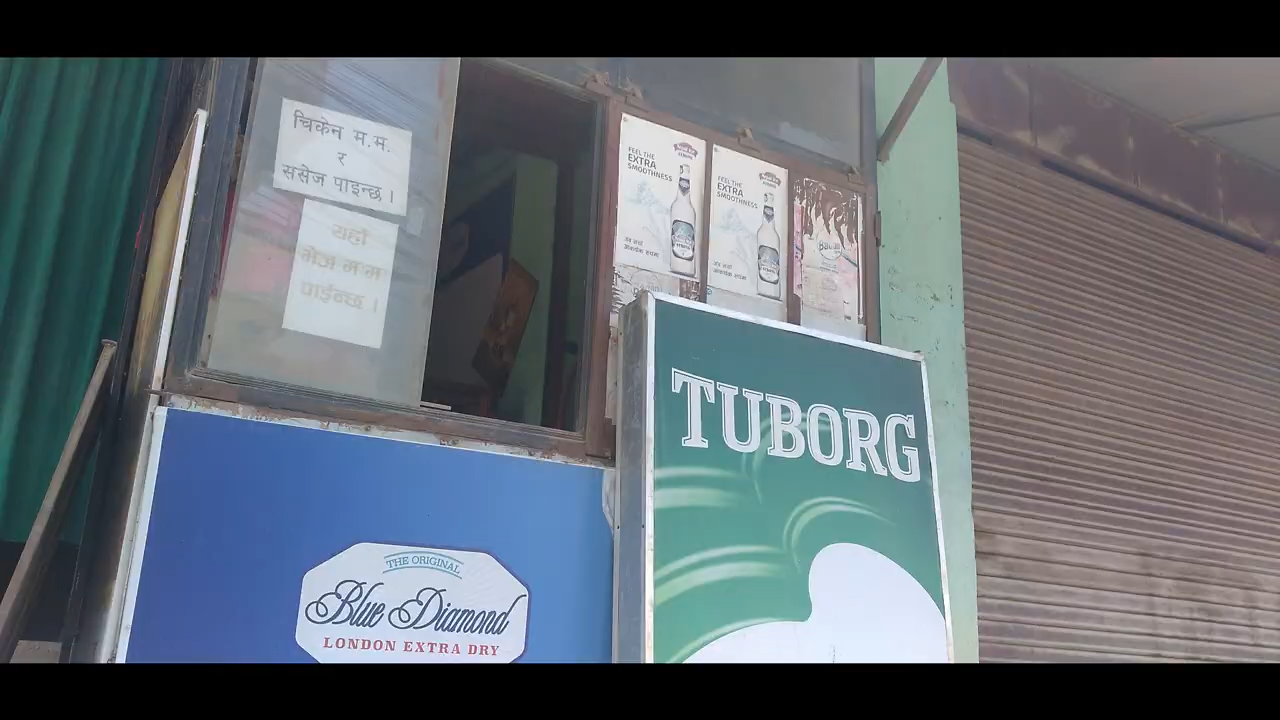 चिकेन म.म.
र
ससेज पाइन्छ।
यहाँ
भेज म म
पाईन्छ।
FEEL THE
EXTRA
SMOOTHNESS
FEEL THE
EXTRA
SMOOTHNESS
TUBORG
THE ORIGINAL
Blue Diamond
LONDON EXTRA DRY